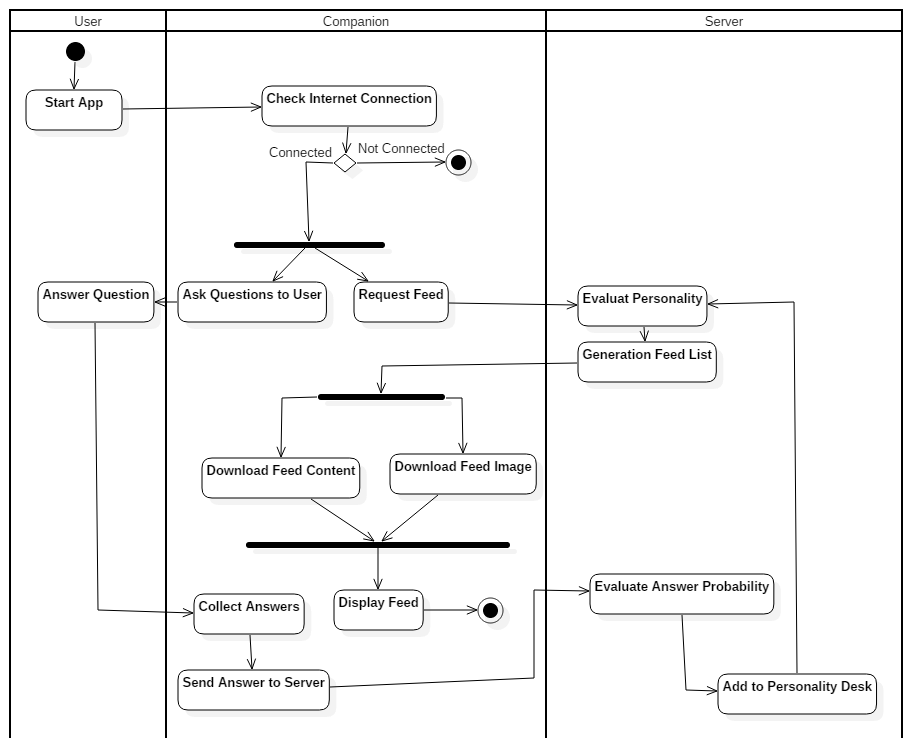 User
Companion
Server
Start App
Check Internet Connection
Connected
Not Connected
Answer Question
Ask Questions to User
Request Feed
Evaluat Personality
Generation Feed List
Download Feed Content
Download Feed Image
Evaluate Answer Probability
Collect Answers
Display Feed
Send Answer to Server
Add to Personality Desk